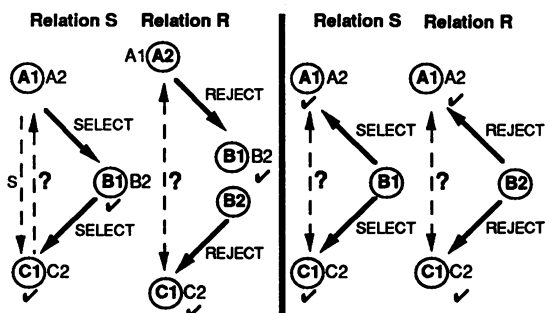 Relation S Relation R Relation S Relation R
A1 A2 A1 A2 A1 A2 A1 A2
SELECT REJECT SELECT REJECT
S ? B1 B2 ? B1 B2 ? B1 ? B2
B2
SELECT REJECT SELECT REJECT
C1 C2 C1 C2 C1 C2 C1 C2